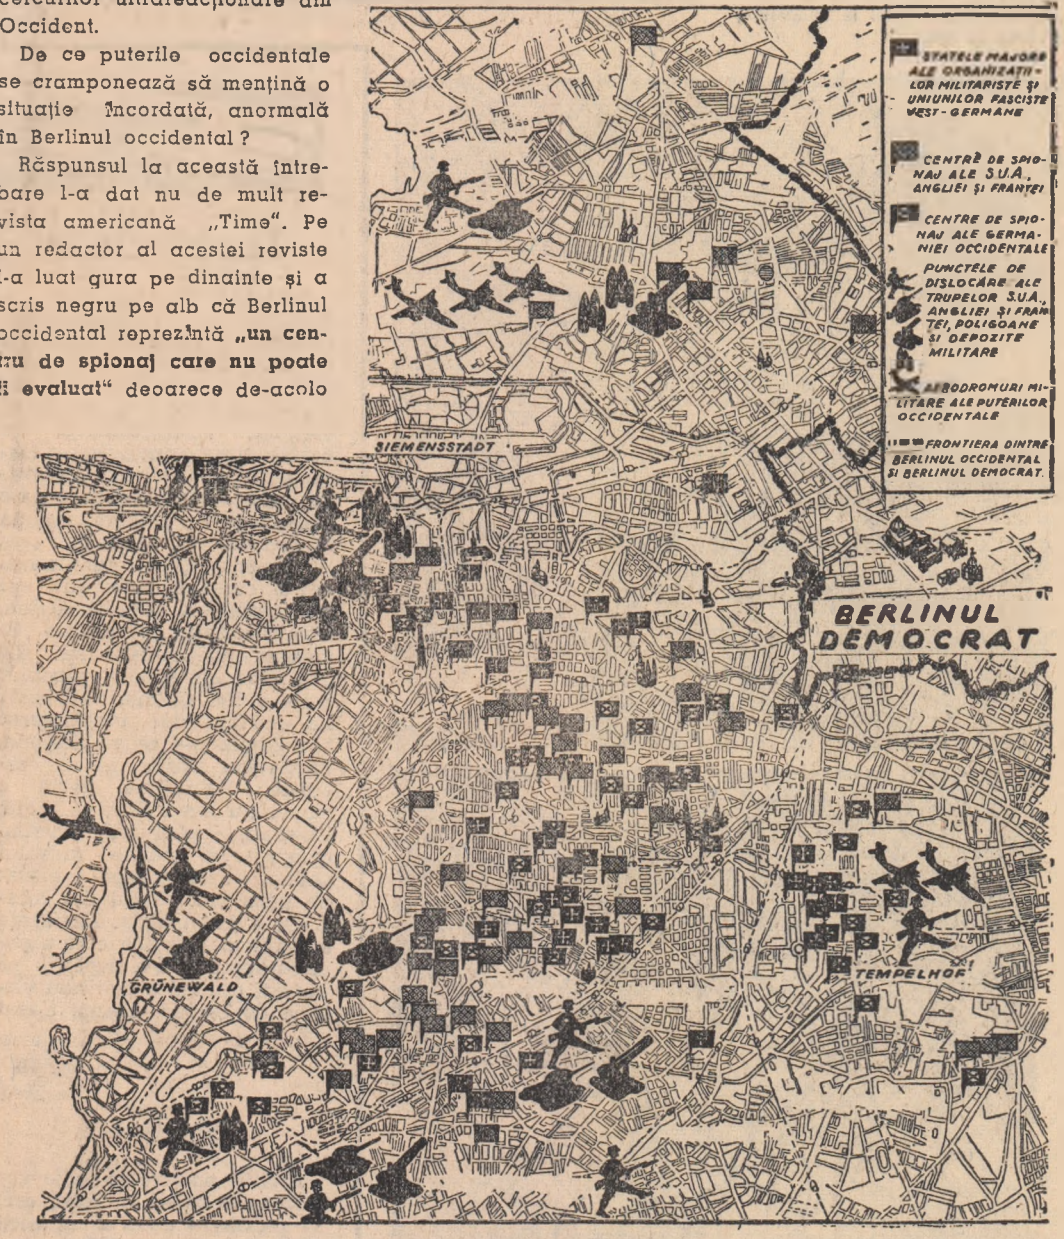 cercurilor ultrareacționare din
Occident.
De ce puterile occidentale
se cramponează să mențină o
situație încordată, anormală
în Berlinul occidental?
Răspunsul la această între-
bare l-a dat nu de mult re-
vista americană „Time“. Pe
un redactor al acestei reviste
l-a luat gura pe dinainte și a
scris negru pe alb că Berlinul
occidental reprezintă „un cen-
tru de spionaj care nu poate
fi evaluat“ deoarece de-acolo
STATELE MAJORE
ALE ORGANIZAȚII-
LOR MILITARISTE ȘI
UNIUNILOR FASCISTE
VEST-GERMANE
CENTRE DE SPIO-
NAJ ALE S.U.A.,
ANGLIEI ȘI FRANȚEI
CENTRE DE SPIO-
NAJ ALE GERMA-
NIEI OCCIDENTALE
PUNCTELE DE
DISLOCARE ALE
TRUPELOR S.U.A.,
ANGLIEI ȘI FRAN
ȚEI, POLIGOANE
ȘI DEPOZITE
MILITARE
AERODROMURI MI-
LITARE ALE PUTERILOR
OCCIDENTALE
FRONTIERA DINTRE
BERLINUL OCCIDENTAL
ȘI BERLINUL DEMOCRAT.
SIEMENSSTADT
BERLINUL
DEMOCRAT
GRÜNEWALD
TEMPELHOF